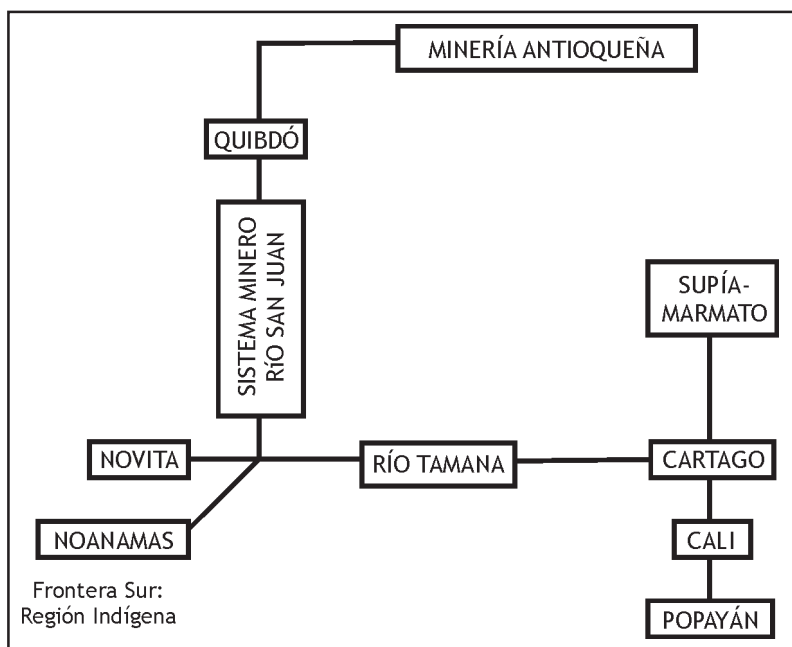 MINERÍA ANTIOQUEÑA
QUIBDÓ
SISTEMA MINERO
RíO SAN JUAN
SUPÍA-
MARMATO
NOVITA
RÍO TAMANA
CARTAGO
NOANAMAS
CALI
Frontera Sur:
Región Indígena
POPAYÁN